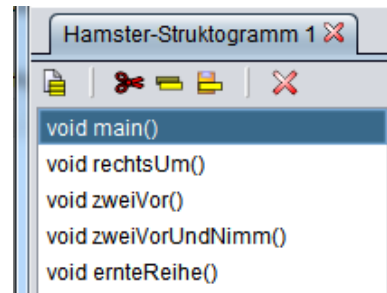 Hamster-Struktogramm 1
void main()
void rechtsUm()
void zweiVor()
void zweiVorUndNimm()
void ernteReihe()